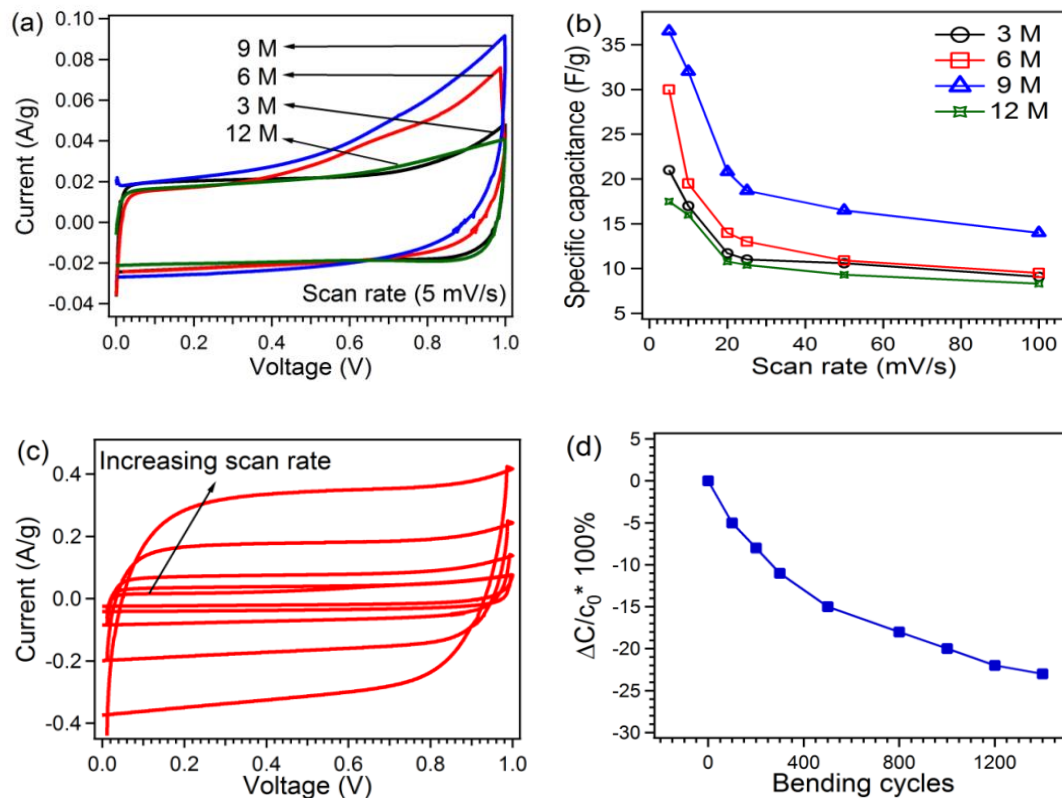 (a)
0.10
0.08
0.06
0.04
0.02
0.00
-0.02
-0.04
Current (A/g)
9 M
6 M
3 M
12 M
Scan rate (5 mV/s)
0.0 0.2 0.4 0.6 0.8 1.0
Voltage (V)
(b)
35
30
25
20
15
10
5
Specific capacitance (F/g)
3 M
6 M
9 M
12 M
0 20 40 60 80 100
Scan rate (mV/s)
(c)
Increasing scan rate
0.4
0.2
0.0
-0.2
-0.4
Current (A/g)
0.0 0.2 0.4 0.6 0.8 1.0
Voltage (V)
(d)
5
0
-5
-10
-15
-20
-25
-30
ΔC/c₀* 100%
0 400 800 1200
Bending cycles